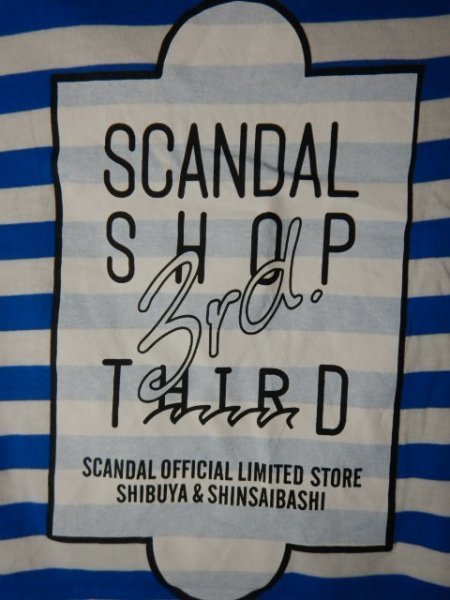 SCANDAL
SHOP
3rd.
THIRD
SCANDAL OFFICIAL LIMITED STORE
SHIBUYA & SHINSAIBASHI